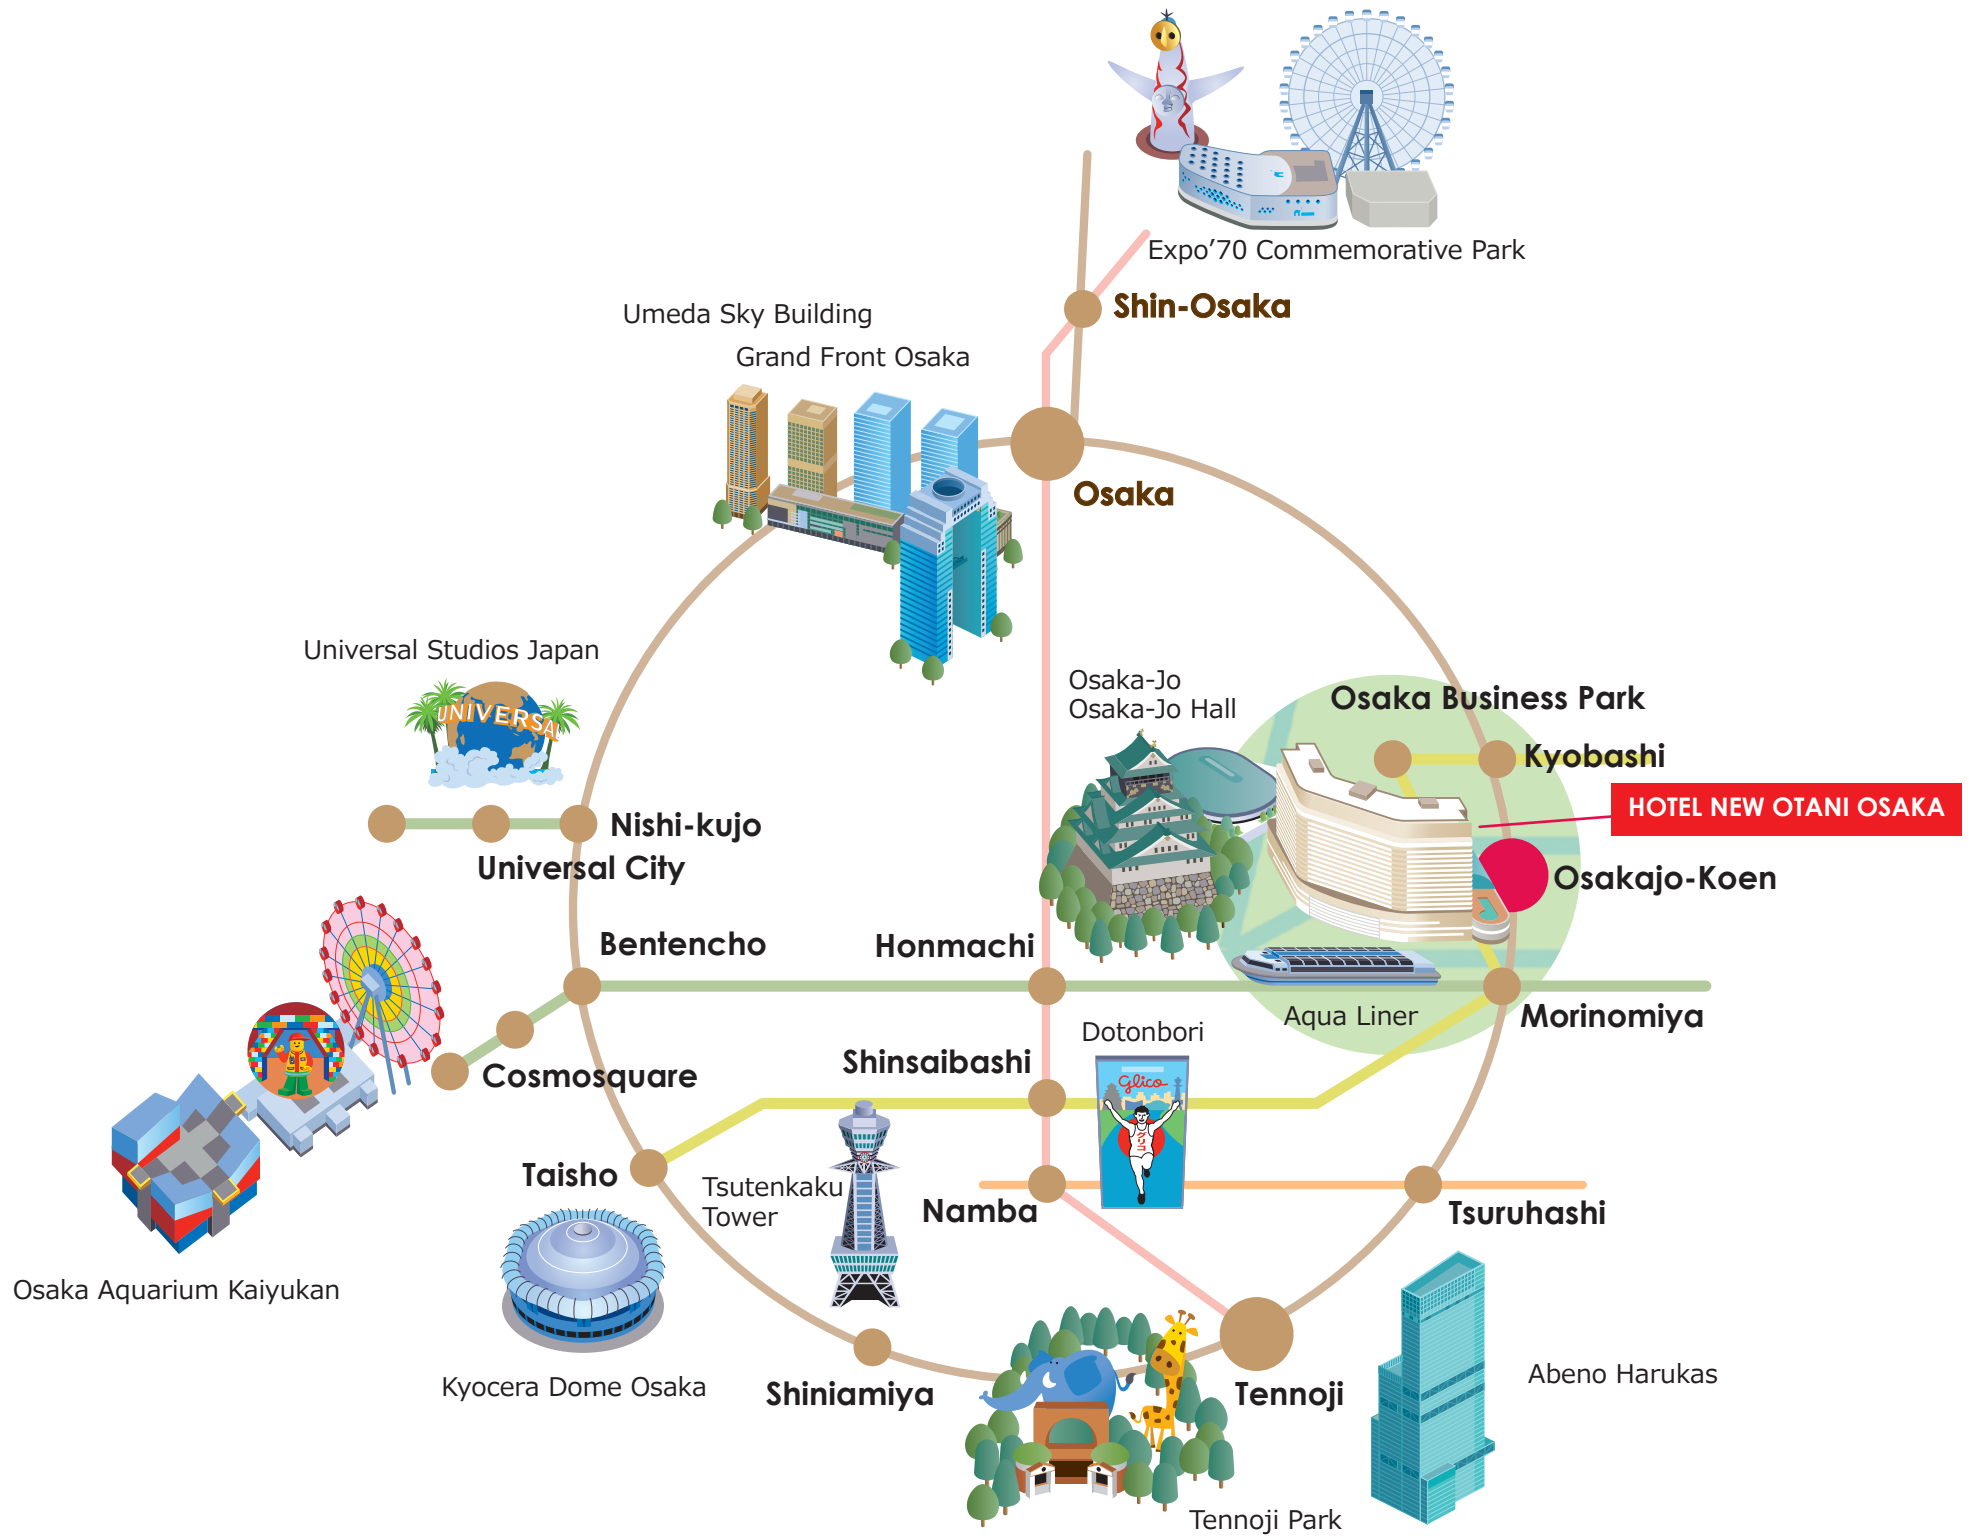 Expo’70 Commemorative Park
Shin-Osaka
Umeda Sky Building
Grand Front Osaka
Osaka
Universal Studios Japan
UNIVERSAL
Osaka-Jo
Osaka-Jo Hall
Osaka Business Park
Kyobashi
HOTEL NEW OTANI OSAKA
Nishi-kujo
Universal City
Osakajo-Koen
Bentencho
Honmachi
Aqua Liner
Morinomiya
Dotonbori
Shinsaibashi
Cosmosquare
Glico
グリコ
Taisho
Tsutenkaku
Tower
Namba
Tsuruhashi
Osaka Aquarium Kaiyukan
Kyocera Dome Osaka
Shiniamiya
Tennoji
Abeno Harukas
Tennoji Park